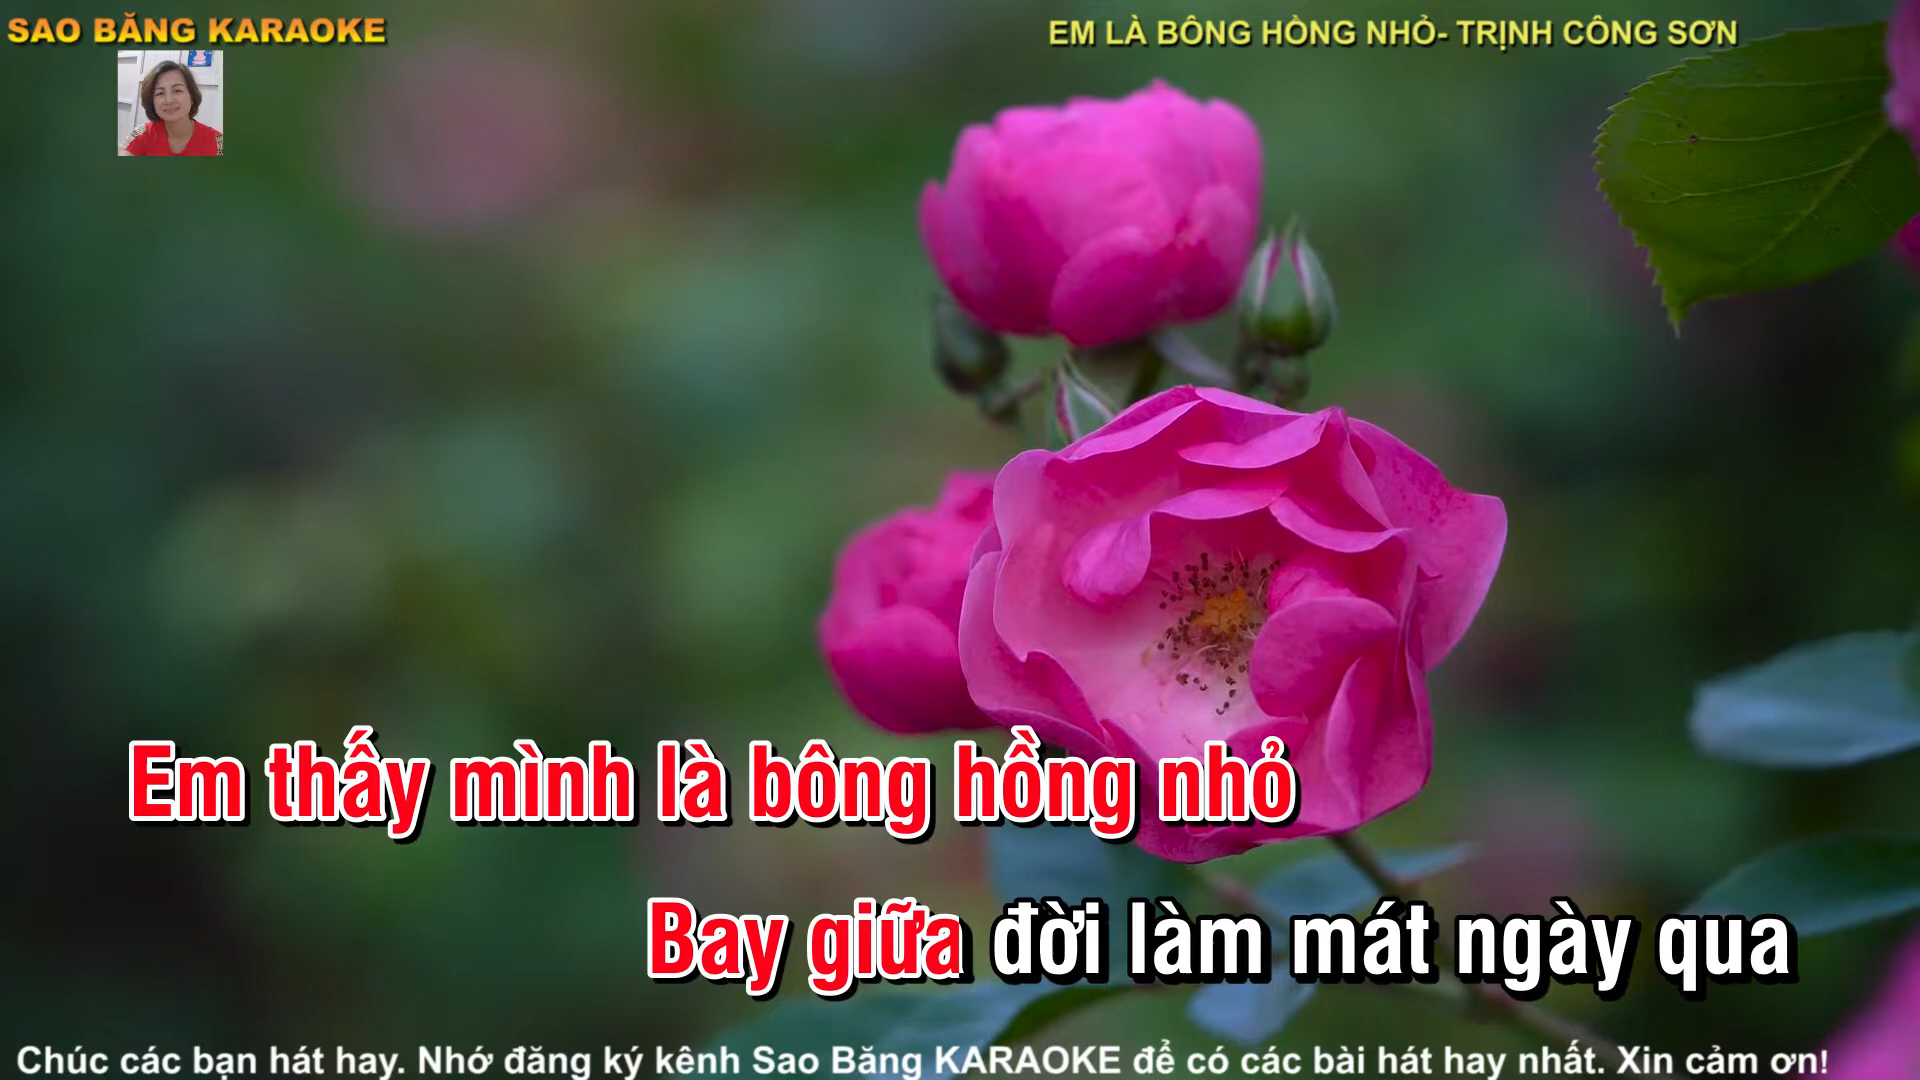 SAO BĂNG KARAOKE
EM LÀ BÔNG HỒNG NHỎ- TRỊNH CÔNG SƠN
Em thấy mình là bông hồng nhỏ
Bay giữa đời làm mát ngày qua
Chúc các bạn hát hay. Nhớ đăng ký kênh Sao Băng KARAOKE để có các bài hát hay nhất. Xin cảm ơn!